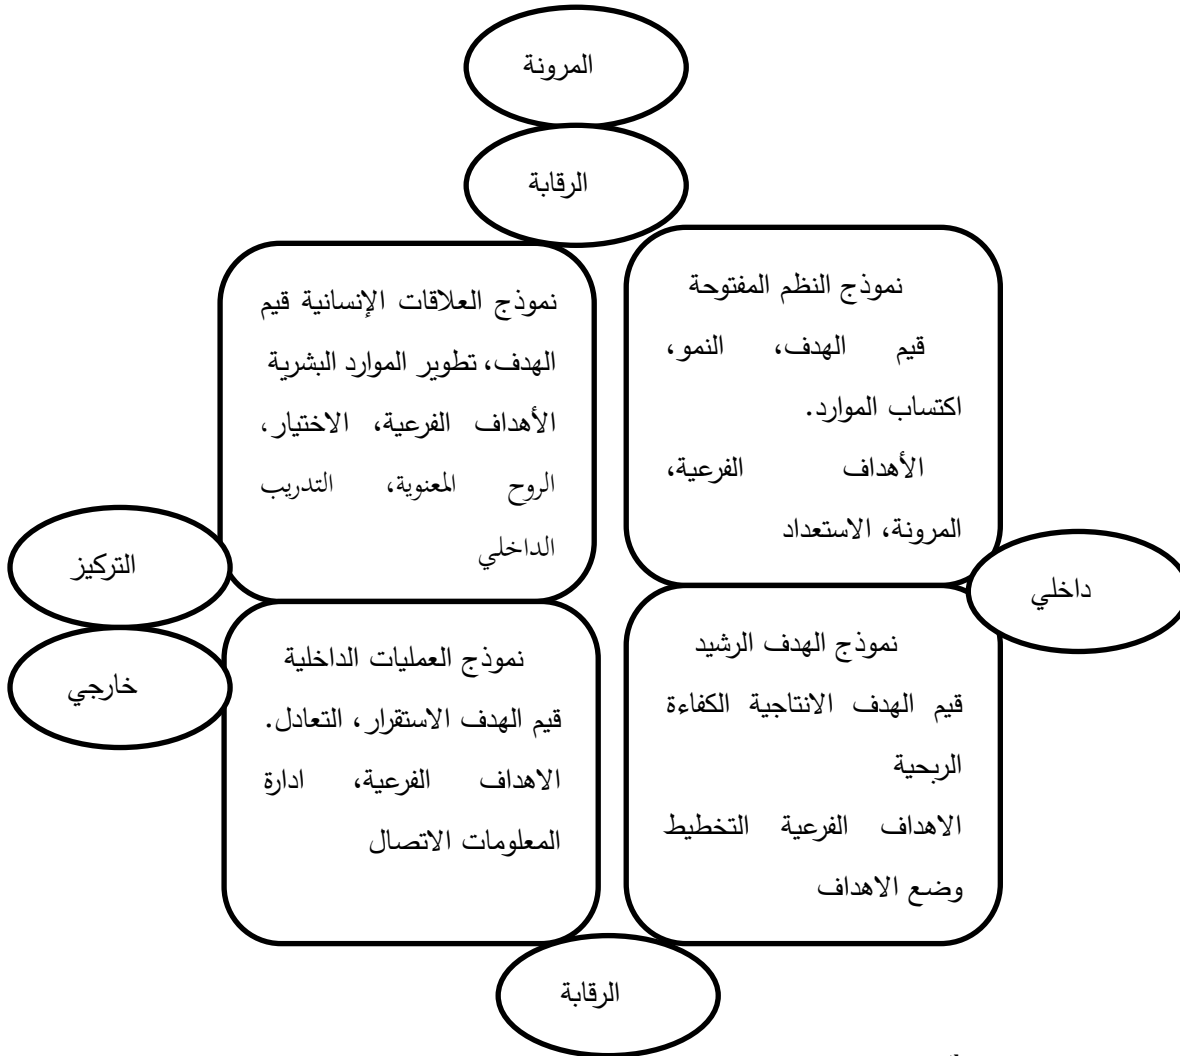 المرونة
الرقابة
نموذج النظم المفتوحة
قيم الهدف، النمو،
اكتساب الموارد.
الأهداف الفرعية،
المرونة، الاستعداد
نموذج العلاقات الإنسانية قيم
الهدف، تطوير الموارد البشرية
الأهداف الفرعية، الاختيار،
الروح المعنوية، التدريب
الداخلي
داخلي
التركيز
خارجي
نموذج الهدف الرشيد
قيم الهدف الانتاجية الكفاءة
الربحية
الاهداف الفرعية التخطيط
وضع الاهداف
نموذج العمليات الداخلية
قيم الهدف الاستقرار، التعادل.
الاهداف الفرعية، ادارة
المعلومات الاتصال
الرقابة